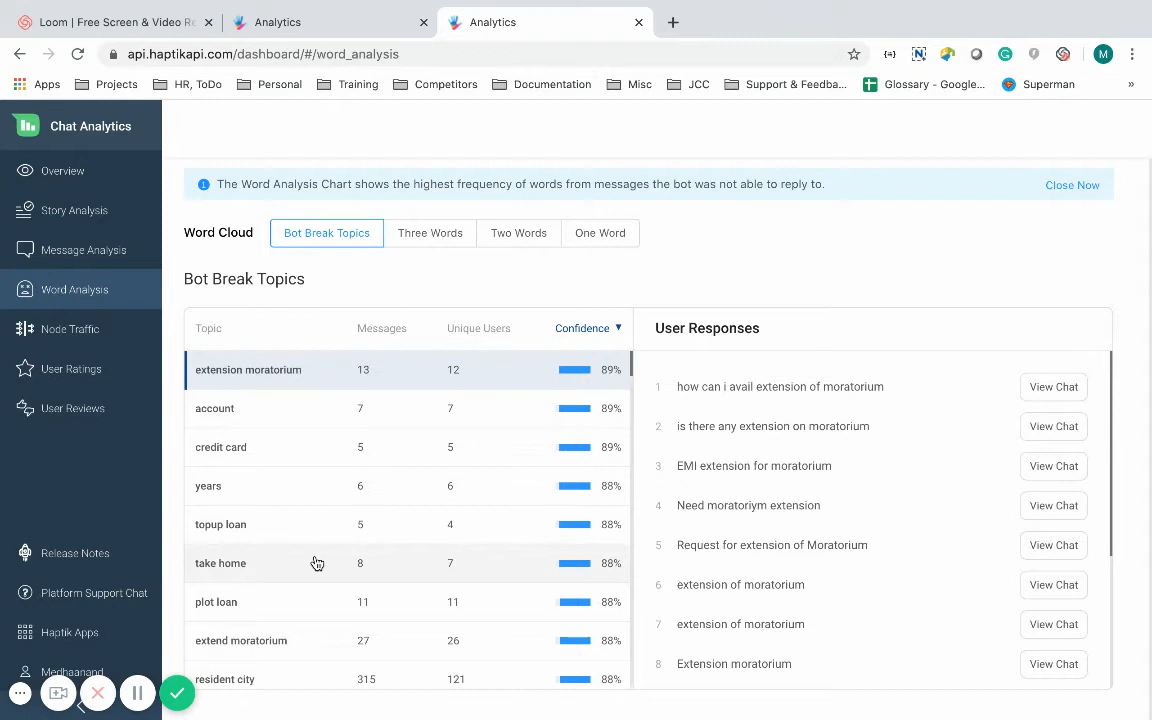 Loom | Free Screen & Video Re
Analytics
Analytics
api.haptikapi.com/dashboard/#/word_analysis
M
Apps
Projects
HR, ToDo
Personal
Training
Competitors
Documentation
Misc
JCC
Support & Feedba...
Glossary - Google...
Superman
»
Chat Analytics
Overview
Story Analysis
Message Analysis
Word Analysis
Node Traffic
User Ratings
User Reviews
Release Notes
Platform Support Chat
Haptik Apps
Medhaanand
The Word Analysis Chart shows the highest frequency of words from messages the bot was not able to reply to.
Close Now
Word Cloud
Bot Break Topics
Three Words
Two Words
One Word
Bot Break Topics
Topic Messages Unique Users Confidence ▼
extension moratorium 13 12 89%
account 7 7 89%
credit card 5 5 89%
years 6 6 88%
topup loan 5 4 88%
take home 8 7 88%
plot loan 11 11 88%
extend moratorium 27 26 88%
resident city 315 121 88%
User Responses
1 how can i avail extension of moratorium View Chat
2 is there any extension on moratorium View Chat
3 EMI extension for moratorium View Chat
4 Need moratoriym extension View Chat
5 Request for extension of Moratorium View Chat
6 extension of moratorium View Chat
7 extension of moratorium View Chat
8 Extension moratorium View Chat